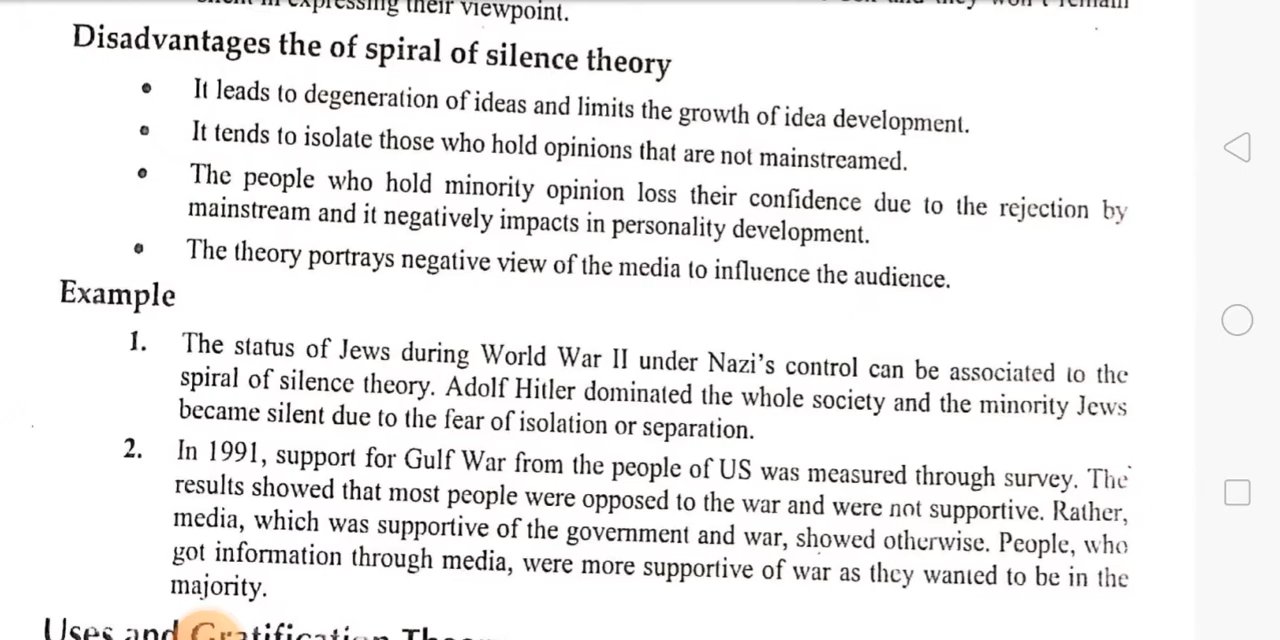 expressing their viewpoint.
Disadvantages the of spiral of silence theory
• It leads to degeneration of ideas and limits the growth of idea development.
• It tends to isolate those who hold opinions that are not mainstreamed.
• The people who hold minority opinion loss their confidence due to the rejection by
mainstream and it negatively impacts in personality development.
• The theory portrays negative view of the media to influence the audience.
Example
1. The status of Jews during World War II under Nazi's control can be associated to the
spiral of silence theory. Adolf Hitler dominated the whole society and the minority Jews
became silent due to the fear of isolation or separation.
2. In 1991, support for Gulf War from the people of US was measured through survey. The
results showed that most people were opposed to the war and were not supportive. Rather,
media, which was supportive of the government and war, showed otherwise. People, who
got information through media, were more supportive of war as they wanted to be in the
majority.
Uses and Gratification